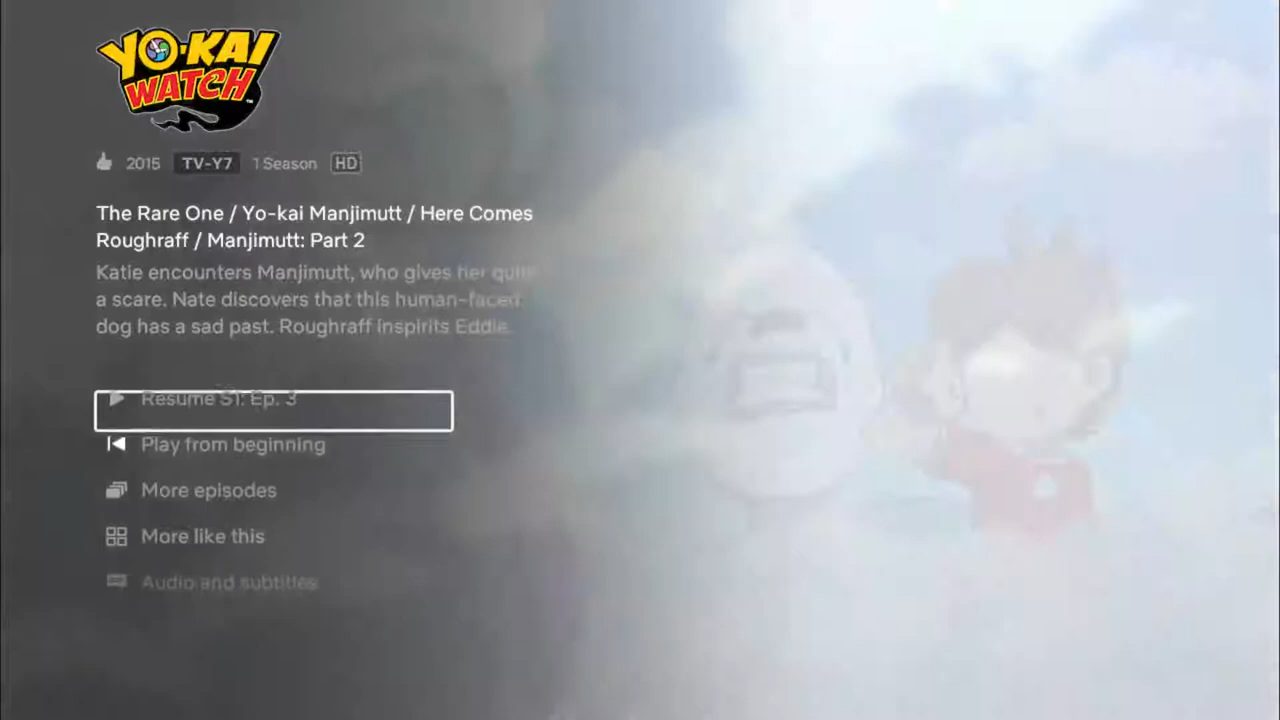 YO-KAI
WATCH
2015 TV-Y7 1 Season HD
The Rare One / Yo-kai Manjimutt / Here Comes
Roughraff / Manjimutt: Part 2
Katie encounters Manjimutt, who gives her quite
a scare. Nate discovers that this human-faced
dog has a sad past. Roughraff inspirits Eddie.
Resume S1: Ep. 3
Play from beginning
More episodes
More like this
Audio and subtitles